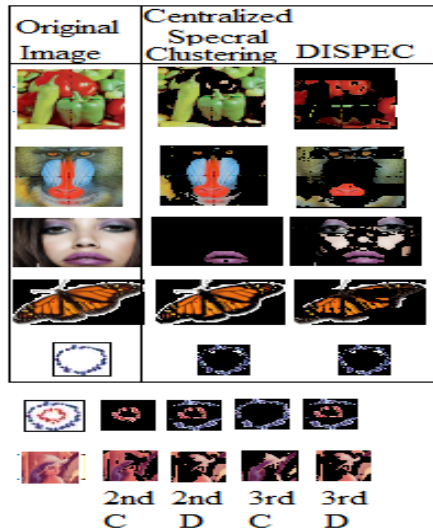 Original
Image
Centralized
Specral
Clustering
DISPEC
2nd 2nd 3rd 3rd
C D C D